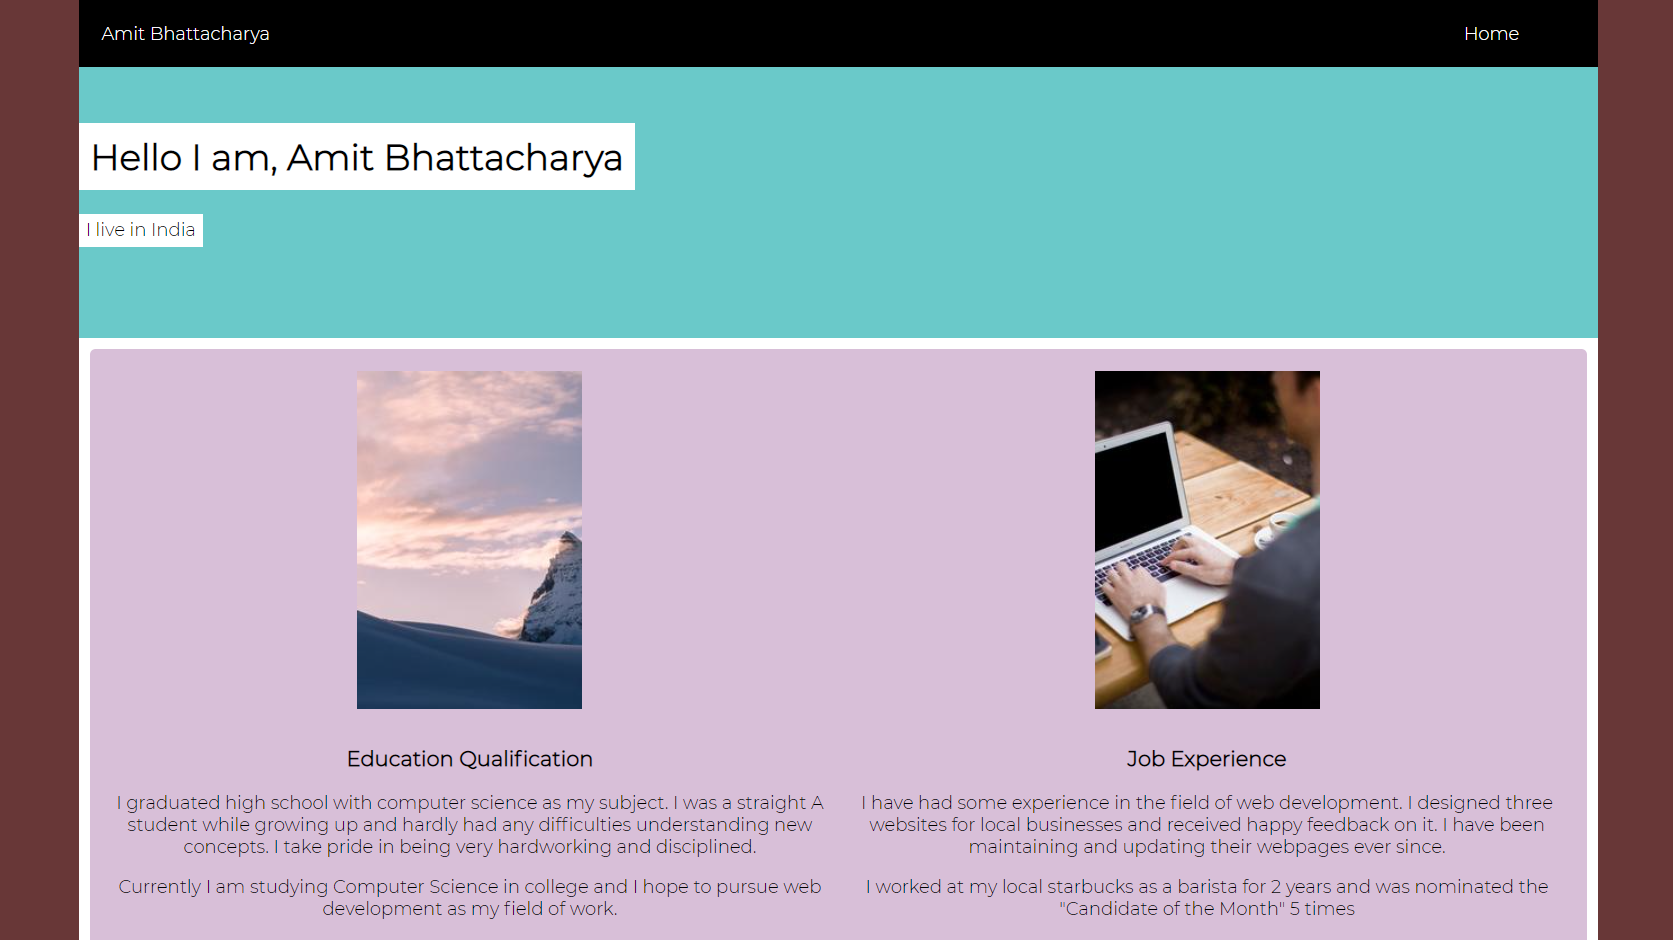 Amit Bhattacharya
Home
Hello I am, Amit Bhattacharya
I live in India
Education Qualification
I graduated high school with computer science as my subject. I was a straight A
student while growing up and hardly had any difficulties understanding new
concepts. I take pride in being very hardworking and disciplined.
Currently I am studying Computer Science in college and I hope to pursue web
development as my field of work.
Job Experience
I have had some experience in the field of web development. I designed three
websites for local businesses and received happy feedback on it. I have been
maintaining and updating their webpages ever since.
I worked at my local starbucks as a barista for 2 years and was nominated the
"Candidate of the Month" 5 times